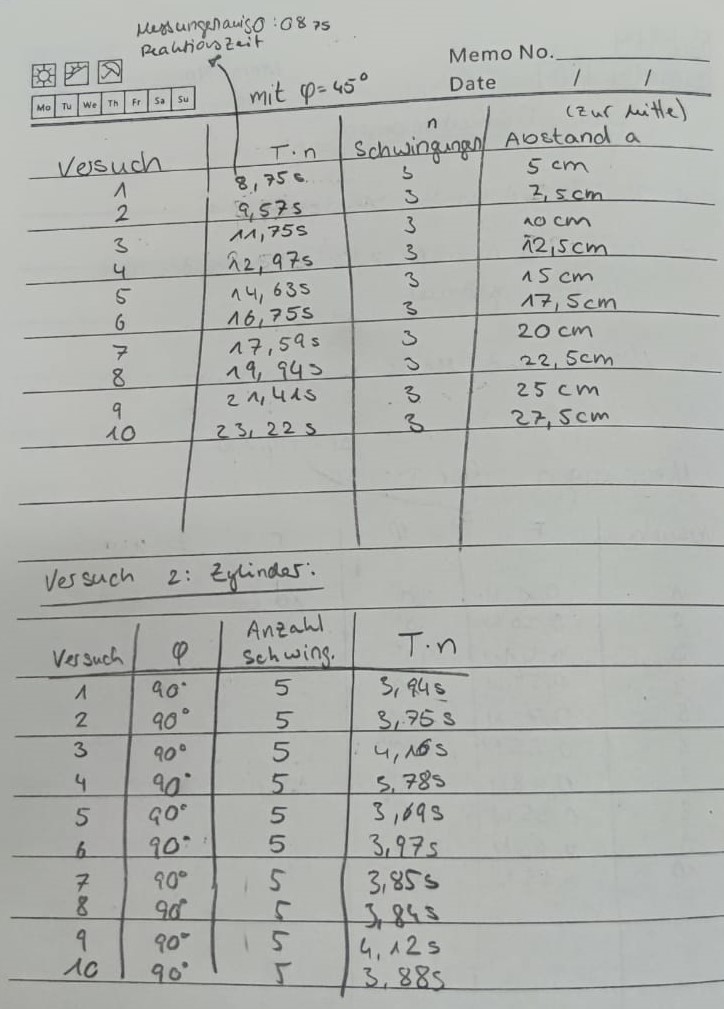 Messungenauig0:087s
Reaktionszeit
Memo No.
Mo Tu We Th Fr Sa Su
mit φ=45°
Date / /
Versuch T·n n Schwingungen (zur Mitte) Abstand a
1 8,75s 3 5 cm
2 9,57s 3 7,5cm
3 11,75s 3 10 cm
4 12,97s 3 12,5cm
5 14,63s 3 15 cm
6 16,75s 3 17,5cm
7 17,59s 3 20 cm
8 19,94s 3 22,5cm
9 21,41s 3 25 cm
10 23,22s 3 27,5cm
Versuch 2: Zylinder:
Versuch φ Anzahl Schwing. T·n
1 90° 5 3,94s
2 90° 5 3,75s
3 90° 5 4,16s
4 90° 5 3,78s
5 90° 5 3,69s
6 90° 5 3,97s
7 90° 5 3,85s
8 90° 5 3,84s
9 90° 5 4,12s
10 90° 5 3,88s